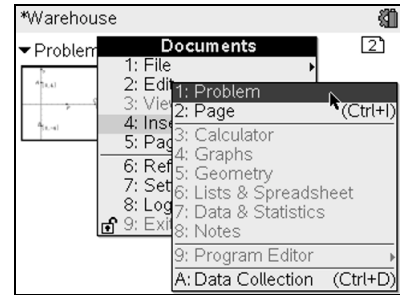 *Warehouse
Problem
2
Documents
1: File
2: Edit
3: View
4: Inse
5: Pag
6: Ref
7: Set
8: Log
9: Exi
1: Problem
2: Page (Ctrl+I)
3: Calculator
4: Graphs
5: Geometry
6: Lists & Spreadsheet
7: Data & Statistics
8: Notes
9: Program Editor
A: Data Collection (Ctrl+D)